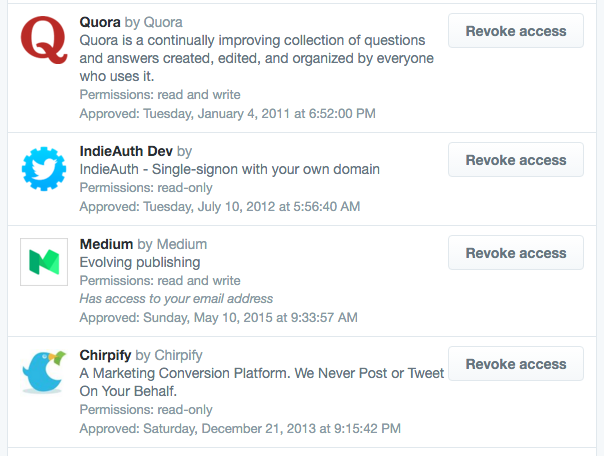 Quora by Quora
Revoke access
Quora is a continually improving collection of questions
and answers created, edited, and organized by everyone
who uses it.
Permissions: read and write
Approved: Tuesday, January 4, 2011 at 6:52:00 PM
IndieAuth Dev by
Revoke access
IndieAuth - Single-signon with your own domain
Permissions: read-only
Approved: Tuesday, July 10, 2012 at 5:56:40 AM
Medium by Medium
Revoke access
Evolving publishing
Permissions: read and write
Has access to your email address
Approved: Sunday, May 10, 2015 at 9:33:57 AM
Chirpify by Chirpify
Revoke access
A Marketing Conversion Platform. We Never Post or Tweet
On Your Behalf.
Permissions: read-only
Approved: Saturday, December 21, 2013 at 9:15:42 PM